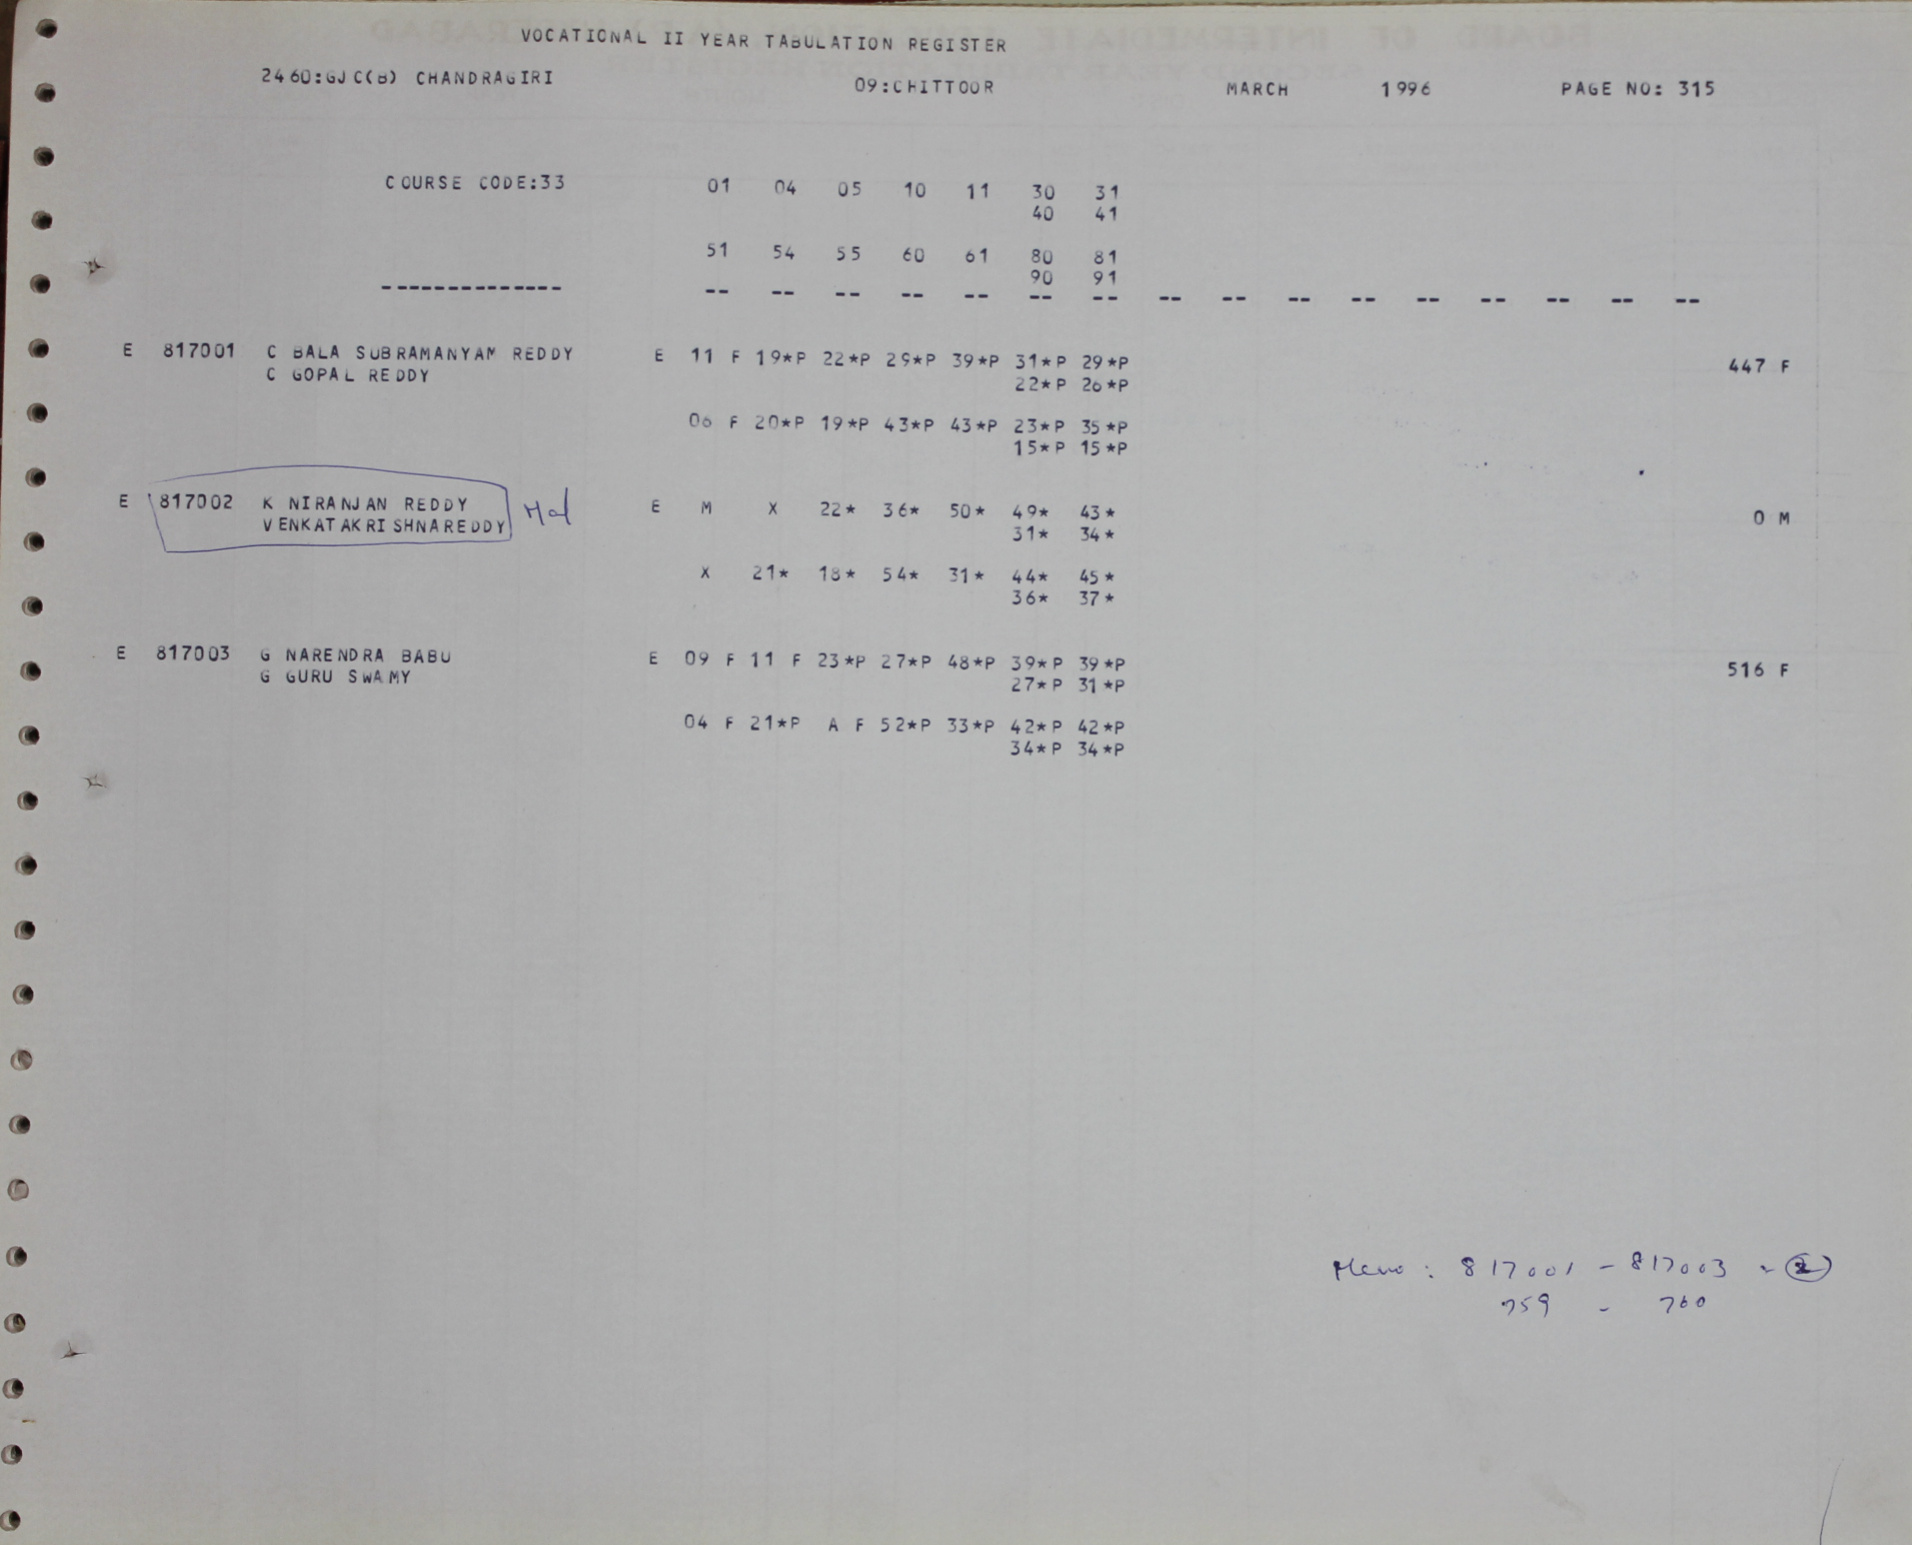 VOCATIONAL II YEAR TABULATION REGISTER
2460:GJC(B) CHANDRAGIRI 09:CHITTOOR MARCH 1996 PAGE NO: 315
COURSE CODE:33 01 04 05 10 11 30 31
40 41
51 54 55 60 61 80 81
90 91
-------------- -- -- -- -- -- -- -- -- -- -- -- -- -- -- -- --
E 817001 C BALA SUBRAMANYAM REDDY E 11 F 19*P 22*P 29*P 39*P 31*P 29*P 447 F
C GOPAL REDDY 22*P 26*P
06 F 20*P 19*P 43*P 43*P 23*P 35*P
15*P 15*P
E 817002 K NIRANJAN REDDY Mal E M X 22* 36* 50* 49* 43* 0 M
VENKATAKRISHNAREDDY 31* 34*
X 21* 18* 54* 31* 44* 45*
36* 37*
E 817003 G NARENDRA BABU E 09 F 11 F 23*P 27*P 48*P 39*P 39*P 516 F
G GURU SWAMY 27*P 31*P
04 F 21*P A F 52*P 33*P 42*P 42*P
34*P 34*P
Memo : 817001 - 817003 - 2
759 - 760